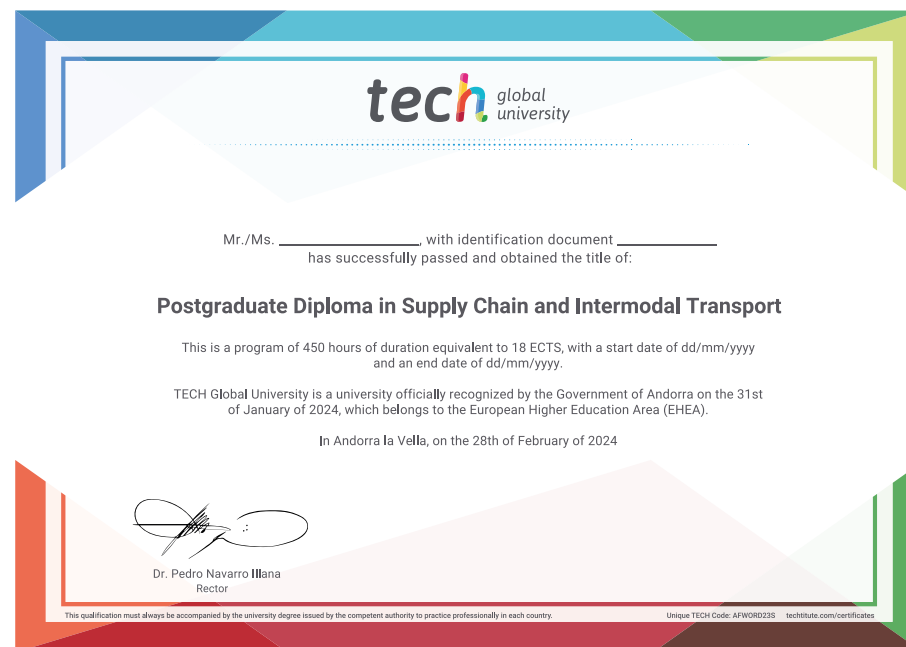 tech global university
Mr./Ms. ____________________, with identification document ______________
has successfully passed and obtained the title of:
Postgraduate Diploma in Supply Chain and Intermodal Transport
This is a program of 450 hours of duration equivalent to 18 ECTS, with a start date of dd/mm/yyyy
and an end date of dd/mm/yyyy.
TECH Global University is a university officially recognized by the Government of Andorra on the 31st
of January of 2024, which belongs to the European Higher Education Area (EHEA).
In Andorra la Vella, on the 28th of February of 2024
Dr. Pedro Navarro Illana
Rector
This qualification must always be accompanied by the university degree issued by the competent authority to practice professionally in each country. Unique TECH Code: AFWORD23S techtitute.com/certificates